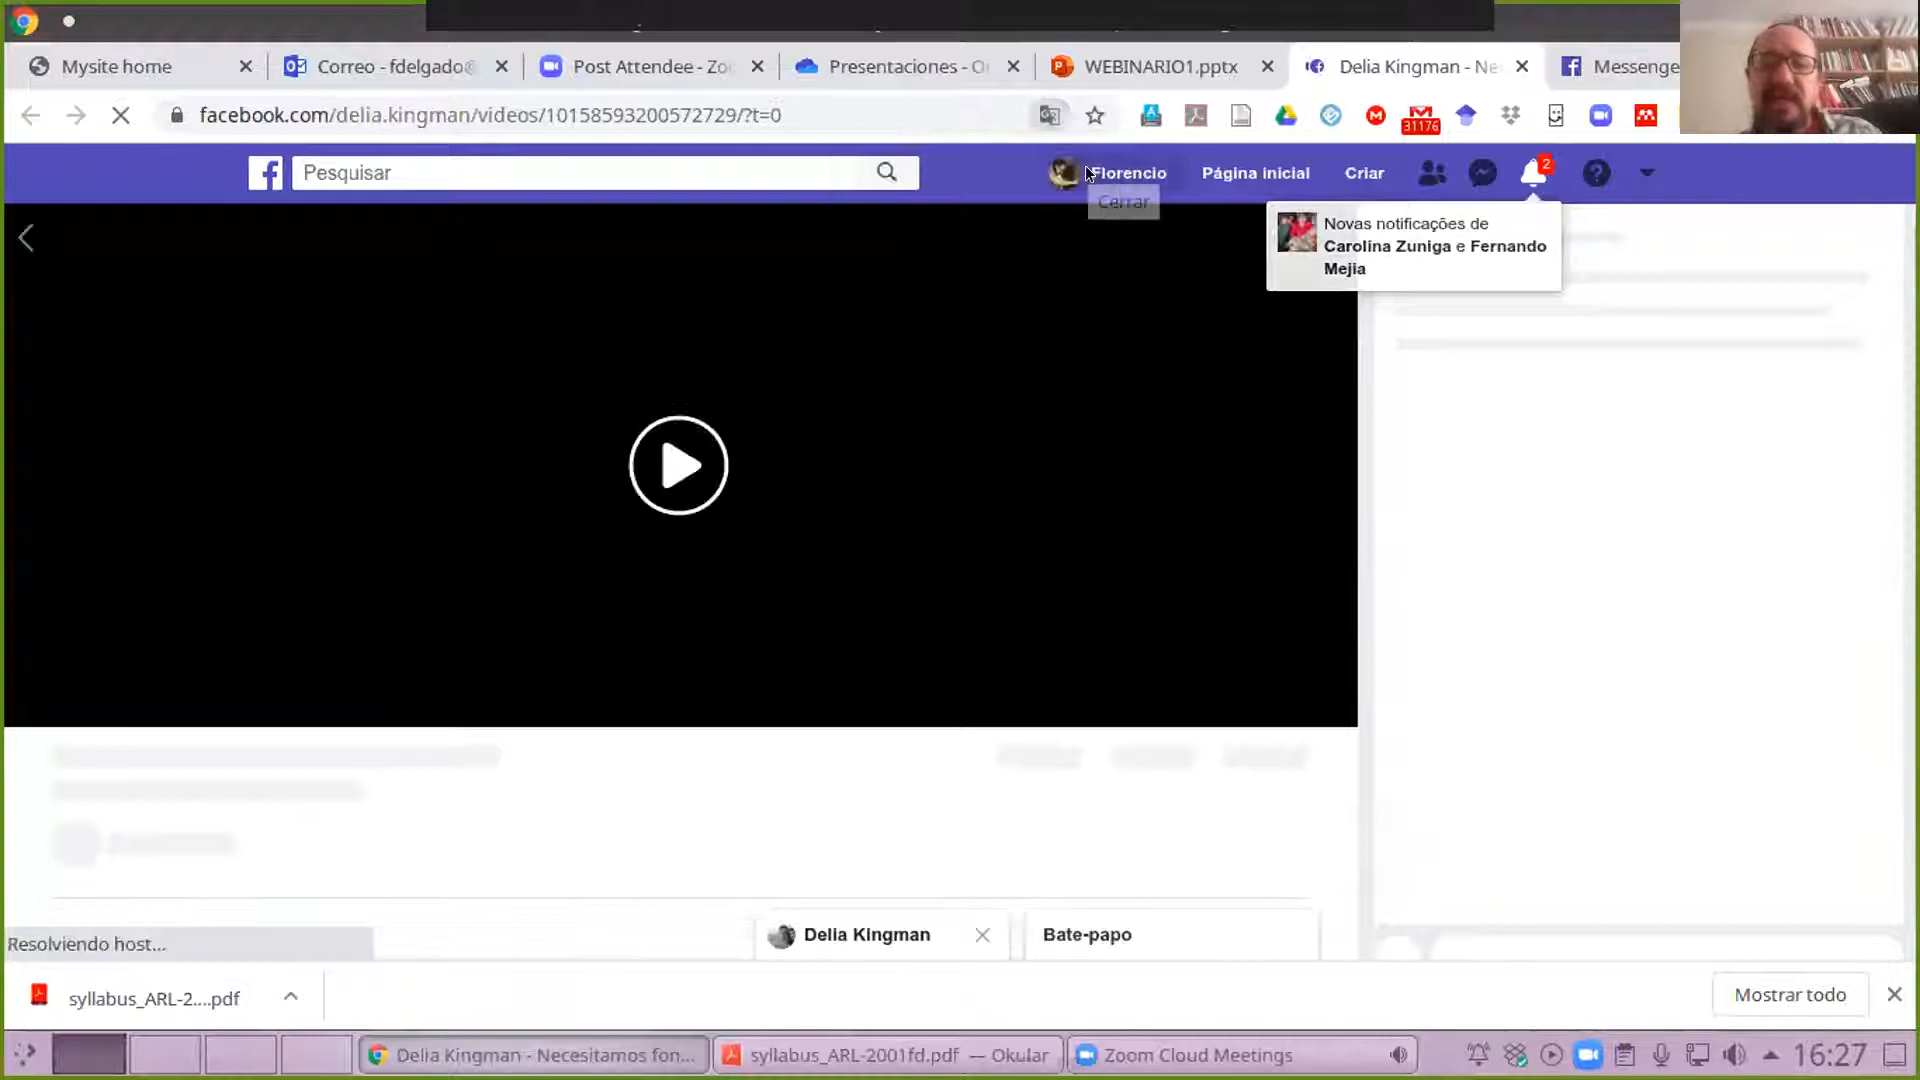 Mysite home
Correo - fdelgado@
Post Attendee - Zo
Presentaciones - O
WEBINARIO1.pptx
Delia Kingman - Ne
Messenge
facebook.com/delia.kingman/videos/10158593200572729/?t=0
31176
Pesquisar
Florencio
Página inicial
Criar
2
Cerrar
Novas notificações de
Carolina Zuniga e Fernando
Mejia
Resolviendo host...
Delia Kingman
Bate-papo
syllabus_ARL-2....pdf
Mostrar todo
Delia Kingman - Necesitamos fon...
syllabus_ARL-2001fd.pdf — Okular
Zoom Cloud Meetings
16:27